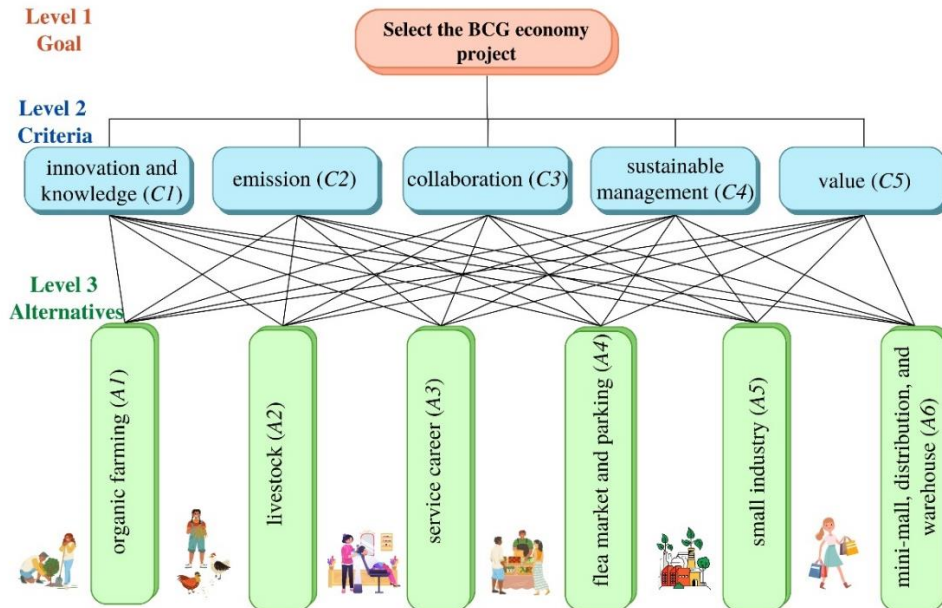 Level 1
Goal
Select the BCG economy
project
Level 2
Criteria
innovation and
knowledge (C1)
emission (C2)
collaboration (C3)
sustainable
management (C4)
value (C5)
Level 3
Alternatives
organic farming (A1)
livestock (A2)
service career (A3)
flea market and parking (A4)
small industry (A5)
mini-mall, distribution, and
warehouse (A6)